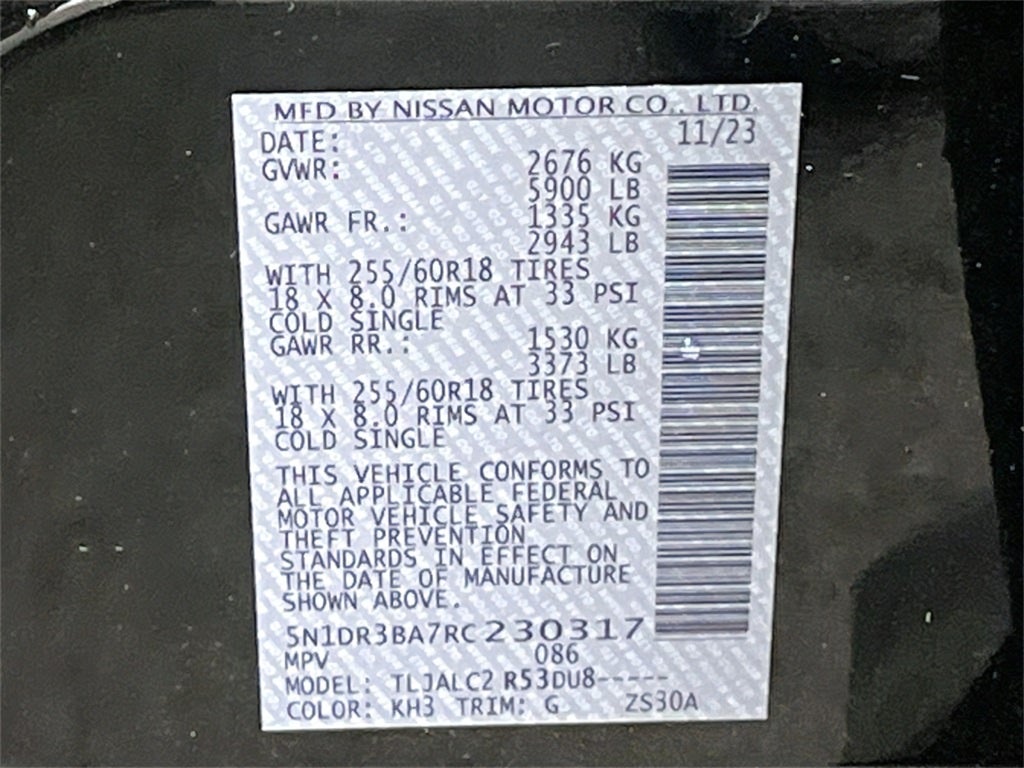 MFD BY NISSAN MOTOR CO., LTD.
DATE: 11/23
GVWR: 2676 KG
5900 LB
GAWR FR.: 1335 KG
2943 LB
WITH 255/60R18 TIRES
18 X 8.0 RIMS AT 33 PSI
COLD SINGLE
GAWR RR.: 1530 KG
3373 LB
WITH 255/60R18 TIRES
18 X 8.0 RIMS AT 33 PSI
COLD SINGLE
THIS VEHICLE CONFORMS TO
ALL APPLICABLE FEDERAL
MOTOR VEHICLE SAFETY AND
THEFT PREVENTION
STANDARDS IN EFFECT ON
THE DATE OF MANUFACTURE
SHOWN ABOVE.
5N1DR3BA7RC230317
MPV 086
MODEL: TLJALC2 R53DU8-----
COLOR: KH3 TRIM: G ZS30A